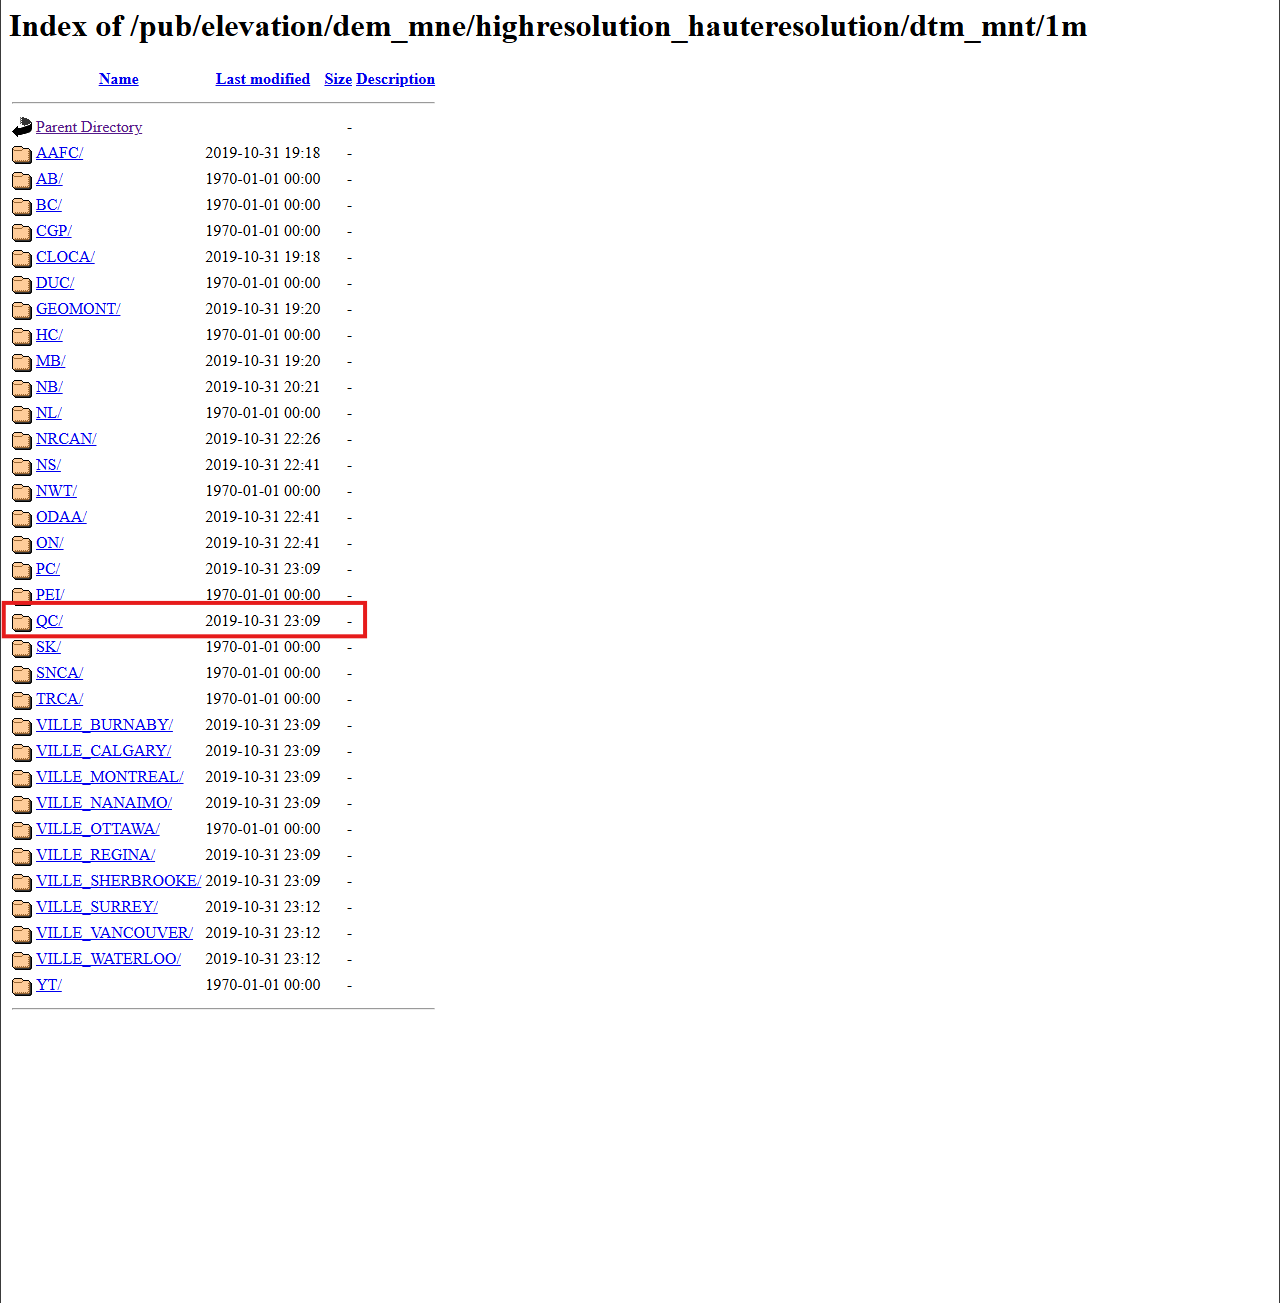 Index of /pub/elevation/dem_mne/highresolution_hauteresolution/dtm_mnt/1m
Name Last modified Size Description
Parent Directory -
AAFC/ 2019-10-31 19:18 -
AB/ 1970-01-01 00:00 -
BC/ 1970-01-01 00:00 -
CGP/ 1970-01-01 00:00 -
CLOCA/ 2019-10-31 19:18 -
DUC/ 1970-01-01 00:00 -
GEOMONT/ 2019-10-31 19:20 -
HC/ 1970-01-01 00:00 -
MB/ 2019-10-31 19:20 -
NB/ 2019-10-31 20:21 -
NL/ 1970-01-01 00:00 -
NRCAN/ 2019-10-31 22:26 -
NS/ 2019-10-31 22:41 -
NWT/ 1970-01-01 00:00 -
ODAA/ 2019-10-31 22:41 -
ON/ 2019-10-31 22:41 -
PC/ 2019-10-31 23:09 -
PEI/ 1970-01-01 00:00 -
QC/ 2019-10-31 23:09 -
SK/ 1970-01-01 00:00 -
SNCA/ 1970-01-01 00:00 -
TRCA/ 1970-01-01 00:00 -
VILLE_BURNABY/ 2019-10-31 23:09 -
VILLE_CALGARY/ 2019-10-31 23:09 -
VILLE_MONTREAL/ 2019-10-31 23:09 -
VILLE_NANAIMO/ 2019-10-31 23:09 -
VILLE_OTTAWA/ 1970-01-01 00:00 -
VILLE_REGINA/ 2019-10-31 23:09 -
VILLE_SHERBROOKE/ 2019-10-31 23:09 -
VILLE_SURREY/ 2019-10-31 23:12 -
VILLE_VANCOUVER/ 2019-10-31 23:12 -
VILLE_WATERLOO/ 2019-10-31 23:12 -
YT/ 1970-01-01 00:00 -